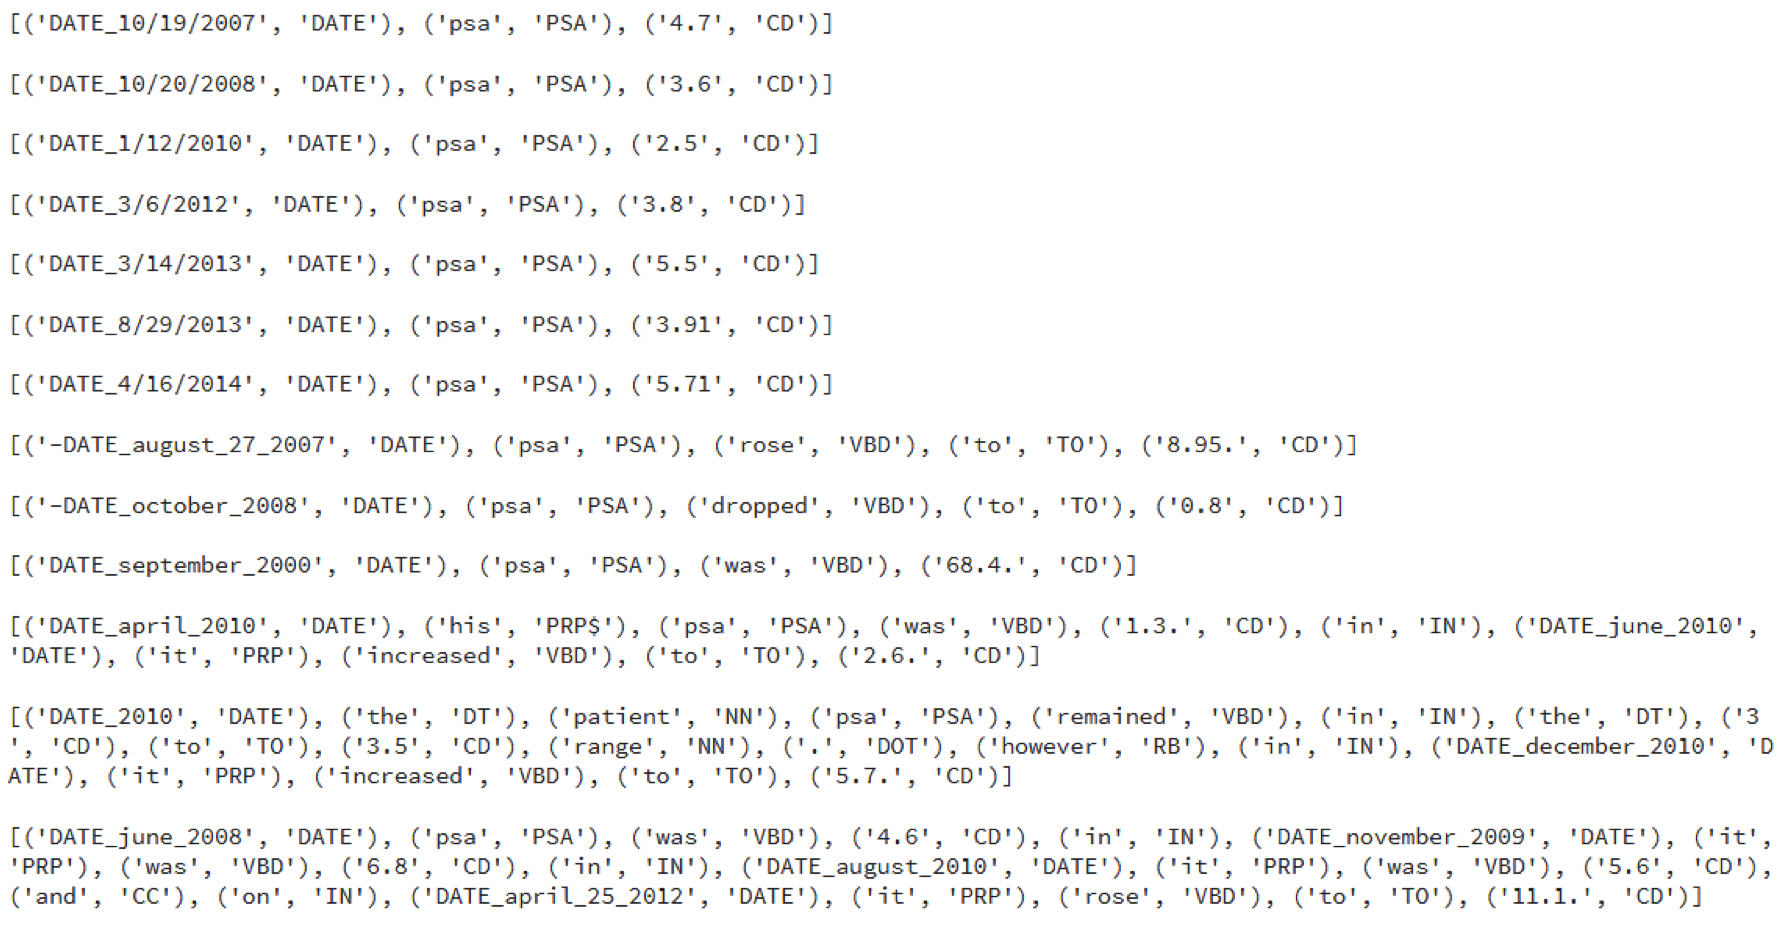 [('DATE_10/19/2007', 'DATE'), ('psa', 'PSA'), ('4.7', 'CD')]
[('DATE_10/20/2008', 'DATE'), ('psa', 'PSA'), ('3.6', 'CD')]
[('DATE_1/12/2010', 'DATE'), ('psa', 'PSA'), ('2.5', 'CD')]
[('DATE_3/6/2012', 'DATE'), ('psa', 'PSA'), ('3.8', 'CD')]
[('DATE_3/14/2013', 'DATE'), ('psa', 'PSA'), ('5.5', 'CD')]
[('DATE_8/29/2013', 'DATE'), ('psa', 'PSA'), ('3.91', 'CD')]
[('DATE_4/16/2014', 'DATE'), ('psa', 'PSA'), ('5.71', 'CD')]
[('–DATE_august_27_2007', 'DATE'), ('psa', 'PSA'), ('rose', 'VBD'), ('to', 'TO'), ('8.95.', 'CD')]
[('–DATE_october_2008', 'DATE'), ('psa', 'PSA'), ('dropped', 'VBD'), ('to', 'TO'), ('0.8', 'CD')]
[('DATE_september_2000', 'DATE'), ('psa', 'PSA'), ('was', 'VBD'), ('68.4.', 'CD')]
[('DATE_april_2010', 'DATE'), ('his', 'PRP$'), ('psa', 'PSA'), ('was', 'VBD'), ('1.3.', 'CD'), ('in', 'IN'), ('DATE_june_2010',
'DATE'), ('it', 'PRP'), ('increased', 'VBD'), ('to', 'TO'), ('2.6.', 'CD')]
[('DATE_2010', 'DATE'), ('the', 'DT'), ('patient', 'NN'), ('psa', 'PSA'), ('remained', 'VBD'), ('in', 'IN'), ('the', 'DT'), ('3
', 'CD'), ('to', 'TO'), ('3.5', 'CD'), ('range', 'NN'), ('.', 'DOT'), ('however', 'RB'), ('in', 'IN'), ('DATE_december_2010', 'D
ATE'), ('it', 'PRP'), ('increased', 'VBD'), ('to', 'TO'), ('5.7.', 'CD')]
[('DATE_june_2008', 'DATE'), ('psa', 'PSA'), ('was', 'VBD'), ('4.6', 'CD'), ('in', 'IN'), ('DATE_november_2009', 'DATE'), ('it',
'PRP'), ('was', 'VBD'), ('6.8', 'CD'), ('in', 'IN'), ('DATE_august_2010', 'DATE'), ('it', 'PRP'), ('was', 'VBD'), ('5.6', 'CD'),
('and', 'CC'), ('on', 'IN'), ('DATE_april_25_2012', 'DATE'), ('it', 'PRP'), ('rose', 'VBD'), ('to', 'TO'), ('11.1.', 'CD')]